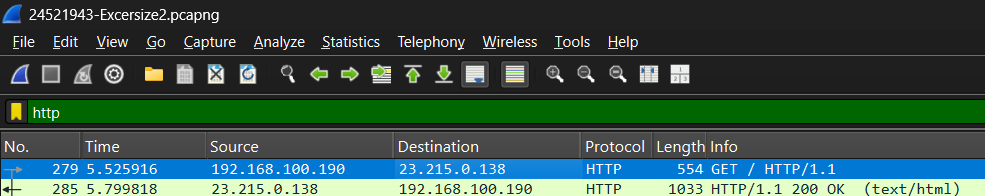 24521943-Excersize2.pcapng
File Edit View Go Capture Analyze Statistics Telephony Wireless Tools Help
http
No. Time Source Destination Protocol Length Info
279 5.525916 192.168.100.190 23.215.0.138 HTTP 554 GET / HTTP/1.1
285 5.799818 23.215.0.138 192.168.100.190 HTTP 1033 HTTP/1.1 200 OK (text/html)